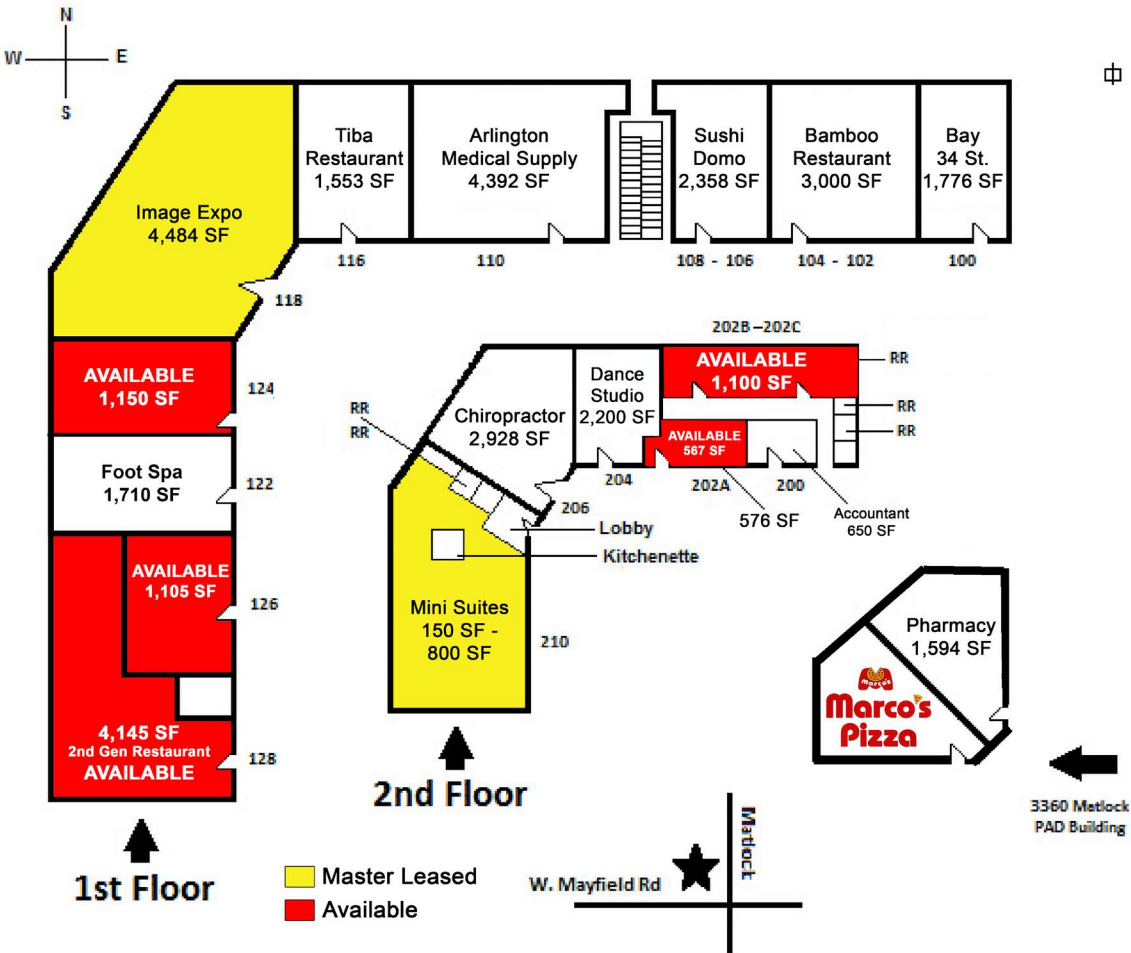 N
W
E
S
Image Expo
4,484 SF
118
Tiba
Restaurant
1,553 SF
116
Arlington
Medical Supply
4,392 SF
110
Sushi
Domo
2,358 SF
108 - 106
Bamboo
Restaurant
3,000 SF
104 - 102
Bay
34 St.
1,776 SF
100
AVAILABLE
1,150 SF
124
Foot Spa
1,710 SF
122
AVAILABLE
1,105 SF
126
4,145 SF
2nd Gen Restaurant
AVAILABLE
128
1st Floor
202B-202C
AVAILABLE
1,100 SF
RR
RR
RR
Dance
Studio
2,200 SF
204
Chiropractor
2,928 SF
206
RR
RR
AVAILABLE
567 SF
202A
576 SF
200
Accountant
650 SF
Lobby
Kitchenette
Mini Suites
150 SF -
800 SF
210
2nd Floor
Pharmacy
1,594 SF
Marco's
Marco's
Pizza
3360 Matlock
PAD Building
Master Leased
Available
W. Mayfield Rd
Matlock